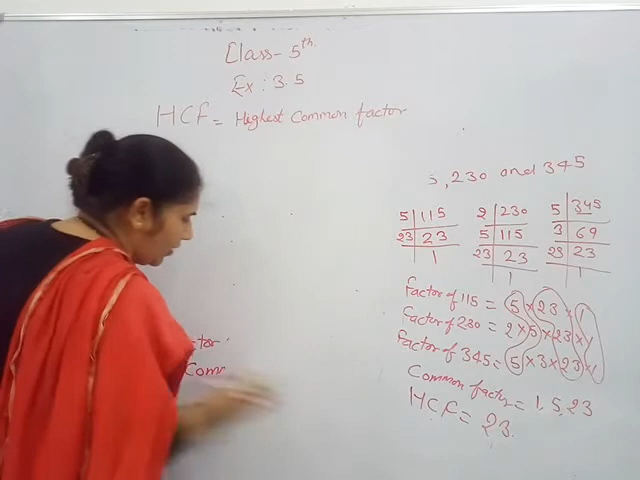 Class - 5th
Ex : 3.5
HCF = Highest Common factor
5, 230 and 345
5 | 115
23 | 23
1
2 | 230
5 | 115
23 | 23
1
5 | 345
3 | 69
23 | 23
1
Factor of 115 = 5 × 23 × 1
Factor of 230 = 2 × 5 × 23 × 1
Factor of 345 = 5 × 3 × 23 × 1
Common factor = 1, 5, 23
HCF = 23.
ctor
Comm